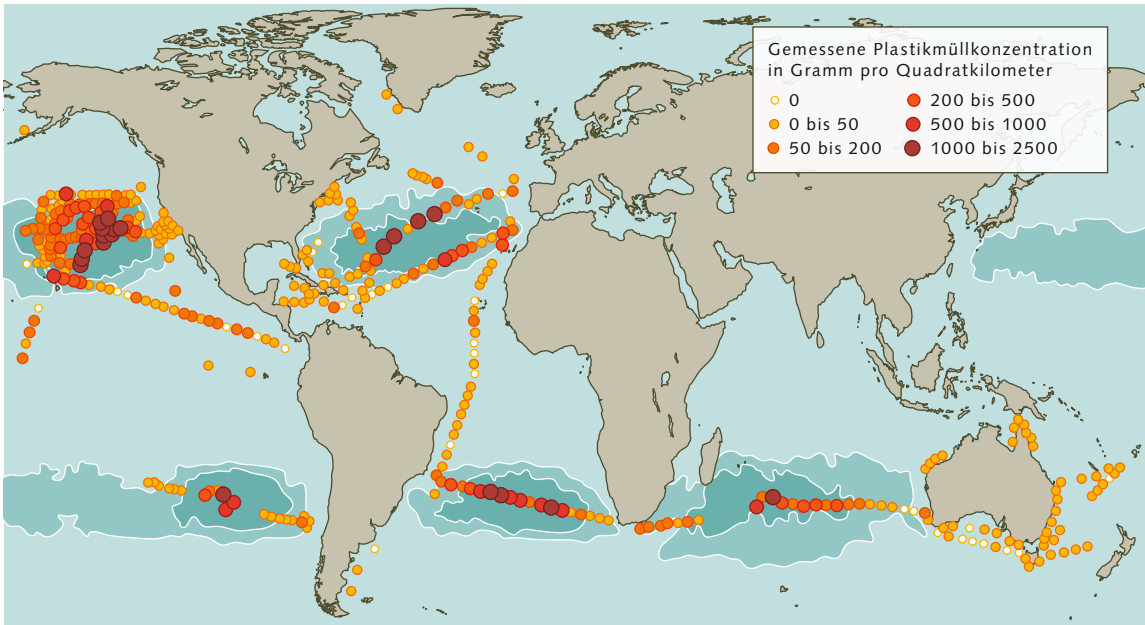 Gemessene Plastikmüllkonzentration
in Gramm pro Quadratkilometer
0
0 bis 50
50 bis 200
200 bis 500
500 bis 1000
1000 bis 2500